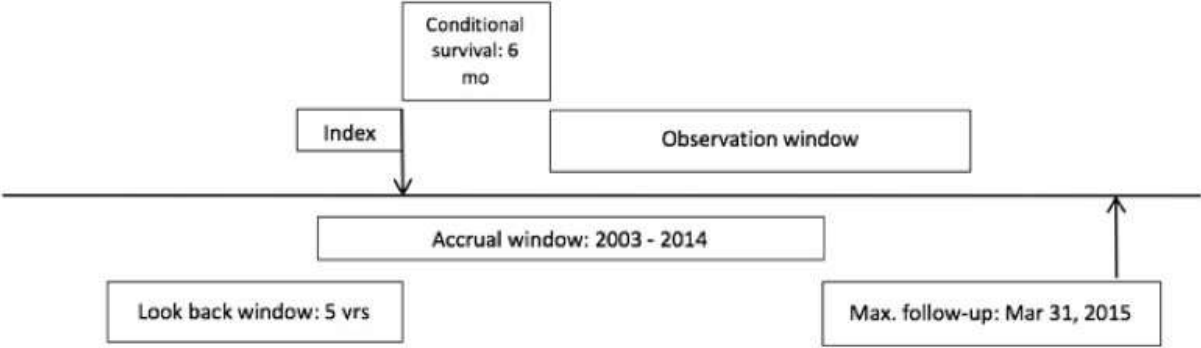 Conditional
survival: 6
mo
Index
Observation window
Accrual window: 2003 - 2014
Look back window: 5 yrs
Max. follow-up: Mar 31, 2015